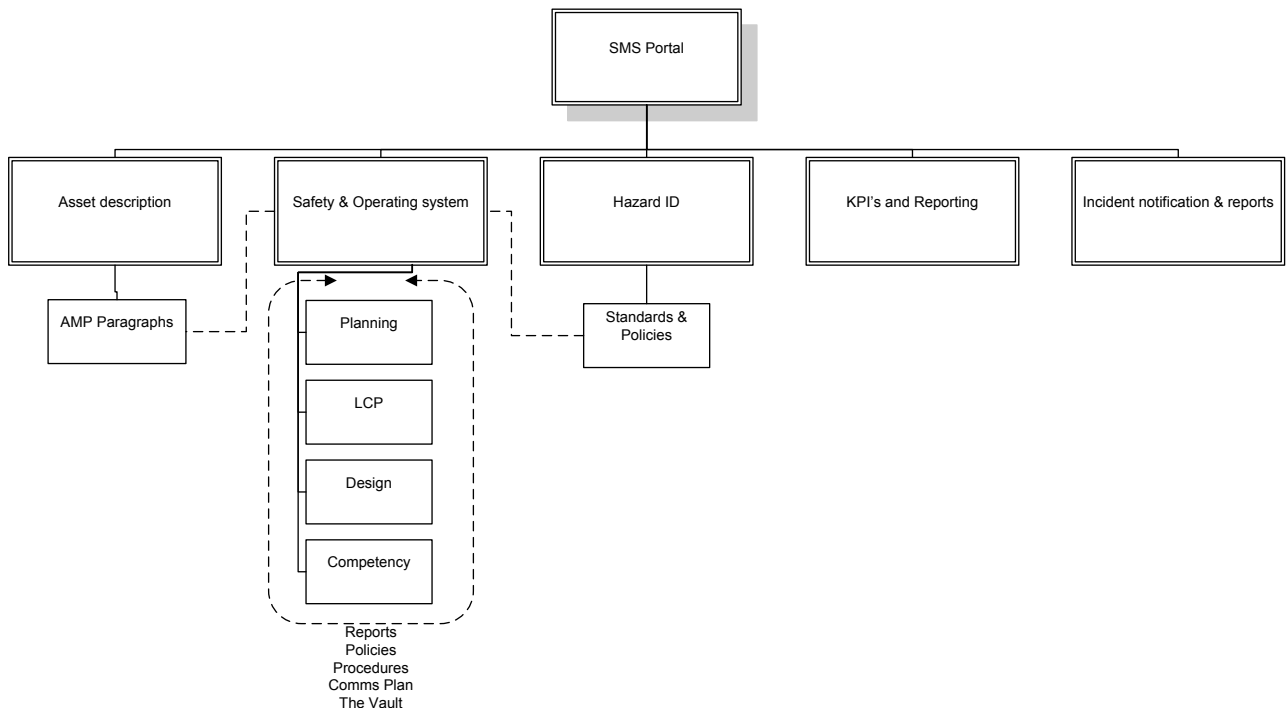 SMS Portal
Asset description
Safety & Operating system
Hazard ID
KPI's and Reporting
Incident notification & reports
AMP Paragraphs
Planning
Standards &
Policies
LCP
Design
Competency
Reports
Policies
Procedures
Comms Plan
The Vault